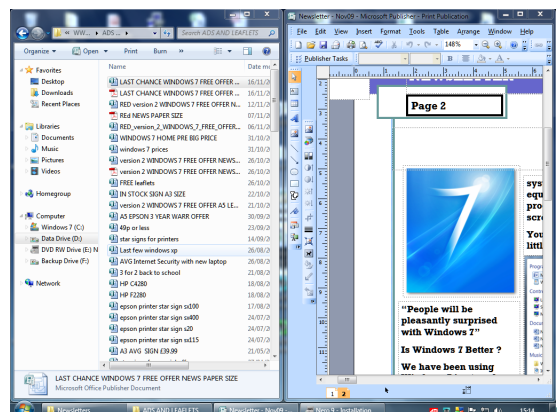 WW...
ADS ...
Search ADS AND LEAFLETS
Organize
Open
Print
Burn
Name
Date m
Favorites
Desktop
Downloads
Recent Places
Libraries
Documents
Music
Pictures
Videos
Homegroup
Computer
Windows 7 (C:)
Data Drive (D:)
DVD RW Drive (E:) N
Backup Drive (F:)
Network
LAST CHANCE WINDOWS 7 FREE OFFER ... 16/11/2
LAST CHANCE WINDOWS 7 FREE OFFER ... 16/11/2
RED version 2 WINDOWS 7 FREE OFFER N... 12/11/2
REd NEWS PAPER SIZE 07/11/2
RED_version_2_WINDOWS_7_FREE_OFFER... 06/11/2
WINDOWS 7 HOME PRE BIG PRICE 31/10/2
windows 7 prices 31/10/2
version 2 WINDOWS 7 FREE OFFER NEWS... 26/10/2
version 2 WINDOWS 7 FREE OFFER NEWS... 26/10/2
FREE leaflets 26/10/2
IN STOCK SIGN A3 SIZE 22/10/2
version 2 WINDOWS 7 FREE OFFER A5 LE... 21/10/2
A5 EPSON 3 YEAR WARR OFFER 30/09/2
49p or less 23/09/2
star signs for printers 14/09/2
Last few windows xp 26/08/2
AVG Internet Security with new laptop 26/08/2
3 for 2 back to school 21/08/2
HP C4280 18/08/2
HP F2280 18/08/2
epson printer star sign sx100 17/08/2
epson printer star sign sx400 24/07/2
epson printer star sign s20 24/07/2
epson printer star sign sx115 24/07/2
A3 AVG SIGN £39.99 21/05/2
LAST CHANCE WINDOWS 7 FREE OFFER NEWS PAPER SIZE
Microsoft Office Publisher Document
Newsletter - Nov09 - Microsoft Publisher - Print Publication
File Edit View Insert Format Tools Table Arrange Window Help
148%
Publisher Tasks
Page 2
7
sys
equ
pro
scre
You
littl
“People will be
pleasantly surprised
with Windows 7”
Is Windows 7 Better ?
We have been using
1 2
Newsletters
ADS AND LEAFLETS
Newsletter - Nov09 -...
Nero 9 - Installation
15:14